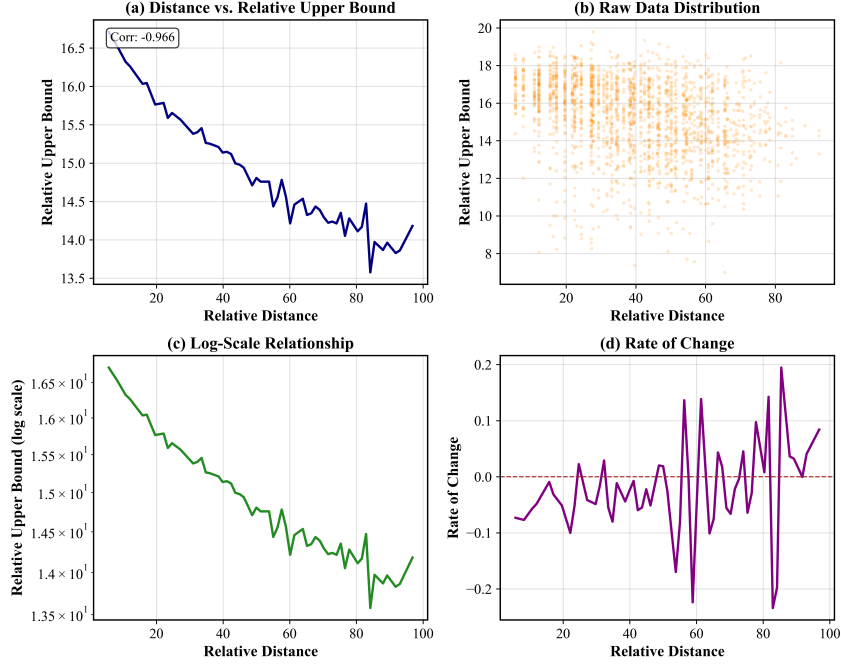 (a) Distance vs. Relative Upper Bound
Corr: -0.966
16.5
16.0
15.5
15.0
14.5
14.0
13.5
Relative Upper Bound
20 40 60 80 100
Relative Distance
(b) Raw Data Distribution
20
18
16
14
12
10
8
Relative Upper Bound
20 40 60 80
Relative Distance
(c) Log-Scale Relationship
1.65 × 10¹
1.6 × 10¹
1.55 × 10¹
1.5 × 10¹
1.45 × 10¹
1.4 × 10¹
1.35 × 10¹
Relative Upper Bound (log scale)
20 40 60 80 100
Relative Distance
(d) Rate of Change
0.2
0.1
0.0
−0.1
−0.2
Rate of Change
20 40 60 80 100
Relative Distance